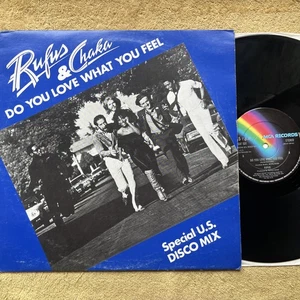 Rufus
& Chaka
DO YOU LOVE WHAT YOU FEEL
Special U.S.
DISCO MIX
MCA RECORDS